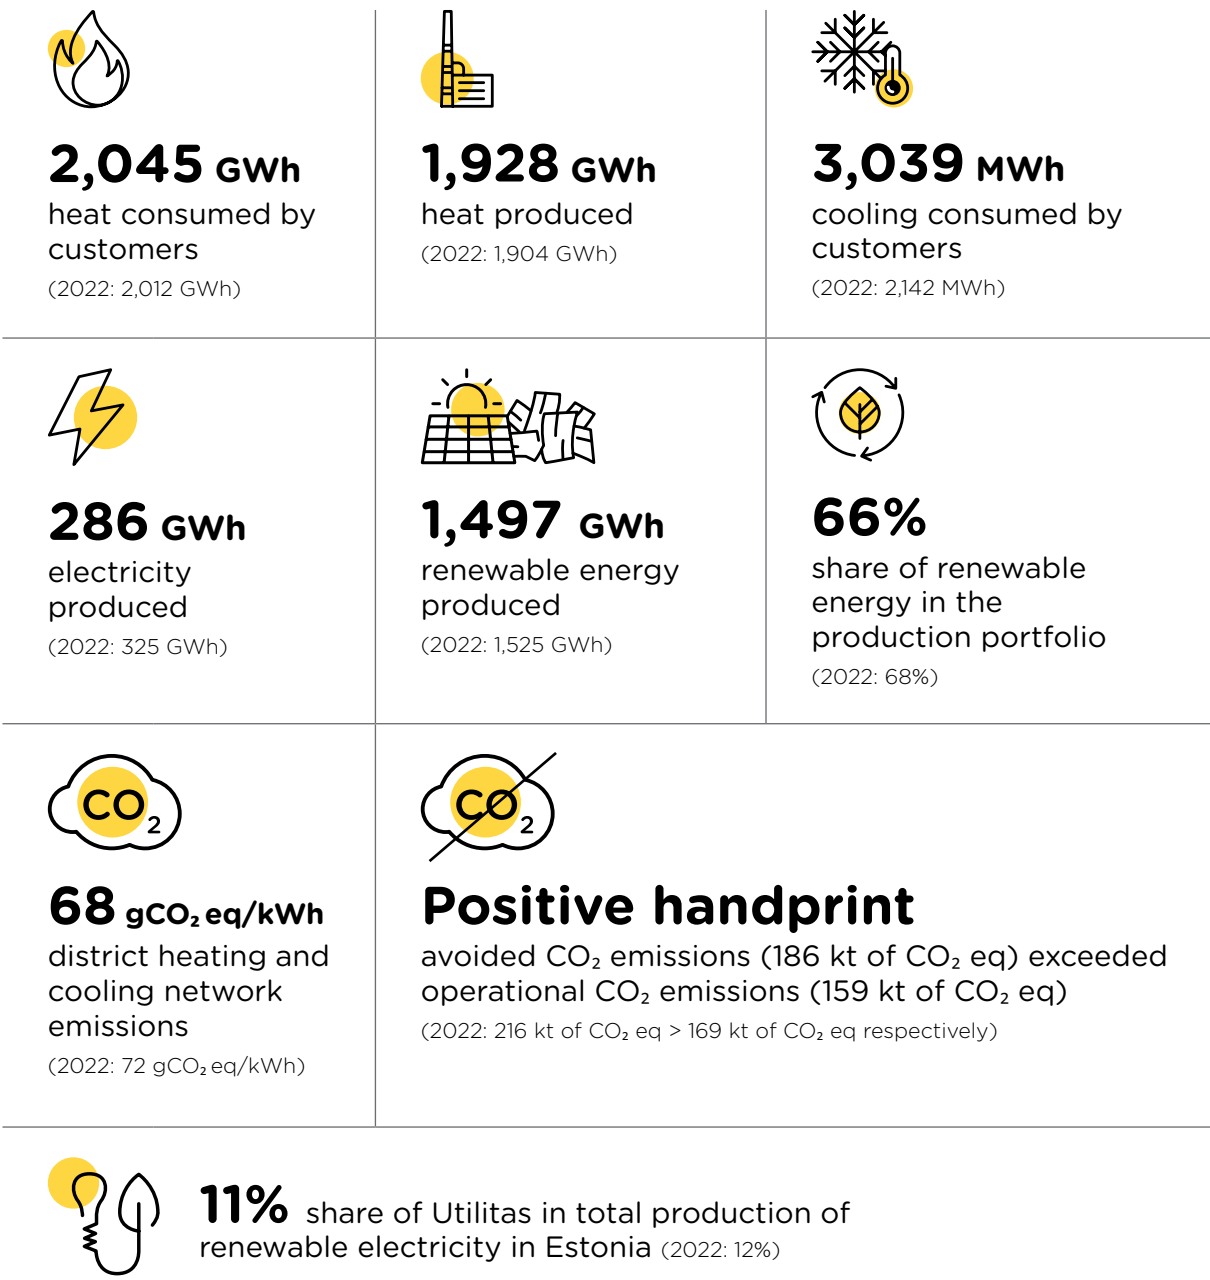 2,045 GWh
heat consumed by
customers
(2022: 2,012 GWh)
1,928 GWh
heat produced
(2022: 1,904 GWh)
3,039 MWh
cooling consumed by
customers
(2022: 2,142 MWh)
286 GWh
electricity
produced
(2022: 325 GWh)
1,497 GWh
renewable energy
produced
(2022: 1,525 GWh)
66%
share of renewable
energy in the
production portfolio
(2022: 68%)
CO₂
68 gCO₂ eq/kWh
district heating and
cooling network
emissions
(2022: 72 gCO₂ eq/kWh)
CO₂
Positive handprint
avoided CO₂ emissions (186 kt of CO₂ eq) exceeded
operational CO₂ emissions (159 kt of CO₂ eq)
(2022: 216 kt of CO₂ eq > 169 kt of CO₂ eq respectively)
11% share of Utilitas in total production of
renewable electricity in Estonia (2022: 12%)